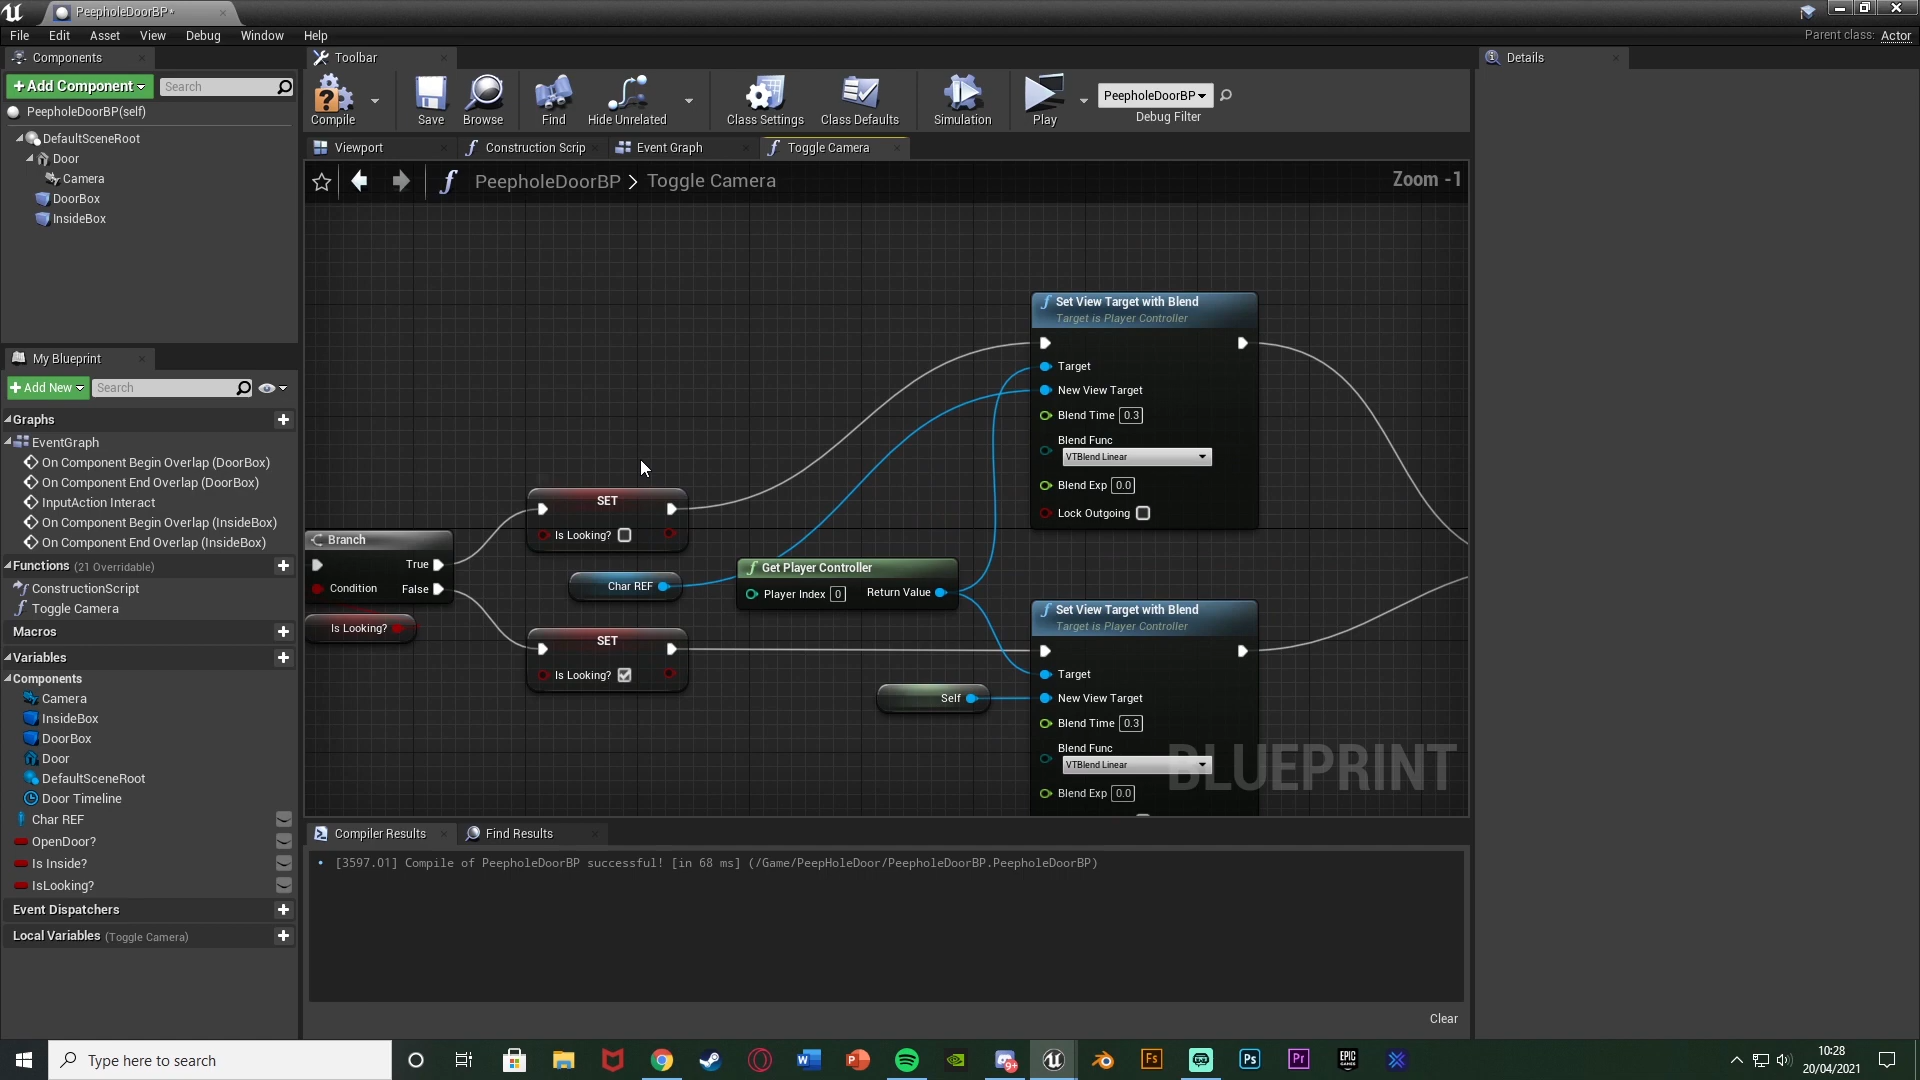 PeepholeDoorBP*
File Edit Asset View Debug Window Help
Parent class: Actor
Components
+ Add Component
Search
PeepholeDoorBP(self)
DefaultSceneRoot
Door
Camera
DoorBox
InsideBox
Toolbar
Compile
Save
Browse
Find
Hide Unrelated
Class Settings
Class Defaults
Simulation
Play
PeepholeDoorBP
Debug Filter
Details
Viewport
Construction Scrip
Event Graph
Toggle Camera
PeepholeDoorBP > Toggle Camera
Zoom -1
My Blueprint
+ Add New
Search
Graphs
EventGraph
On Component Begin Overlap (DoorBox)
On Component End Overlap (DoorBox)
InputAction Interact
On Component Begin Overlap (InsideBox)
On Component End Overlap (InsideBox)
Functions (21 Overridable)
ConstructionScript
Toggle Camera
Macros
Variables
Components
Camera
InsideBox
DoorBox
Door
DefaultSceneRoot
Door Timeline
Char REF
OpenDoor?
Is Inside?
IsLooking?
Event Dispatchers
Local Variables (Toggle Camera)
Branch
True
Condition False
Is Looking?
SET
Is Looking?
Char REF
SET
Is Looking?
Get Player Controller
Player Index 0 Return Value
Self
Set View Target with Blend
Target is Player Controller
Target
New View Target
Blend Time 0.3
Blend Func
VTBlend Linear
Blend Exp 0.0
Lock Outgoing
Set View Target with Blend
Target is Player Controller
Target
New View Target
Blend Time 0.3
Blend Func
VTBlend Linear
Blend Exp 0.0
BLUEPRINT
Compiler Results
Find Results
[3597.01] Compile of PeepholeDoorBP successful! [in 68 ms] (/Game/PeepHoleDoor/PeepholeDoorBP.PeepholeDoorBP)
Clear
Type here to search
10:28
20/04/2021